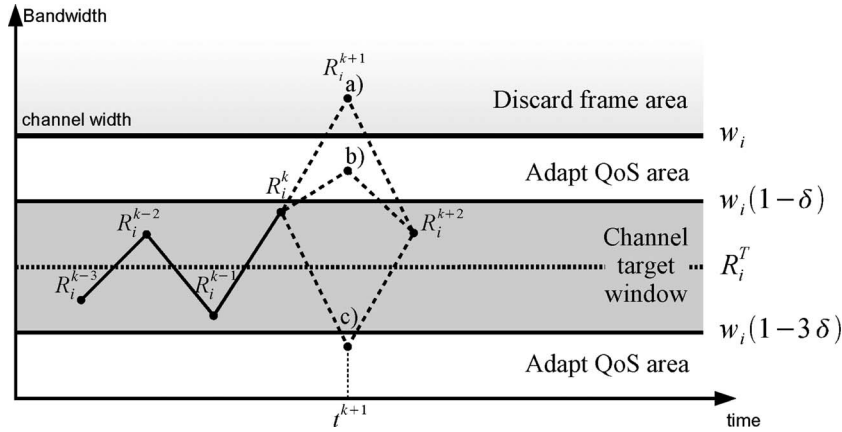 Bandwidth
R_i^{k+1}
a)
Discard frame area
channel width
w_i
b)
Adapt QoS area
R_i^k
w_i(1−δ)
R_i^{k−2}
R_i^{k+2}
Channel
target
window
R_i^T
R_i^{k−3}
R_i^{k−1}
c)
w_i(1−3δ)
Adapt QoS area
t^{k+1}
time